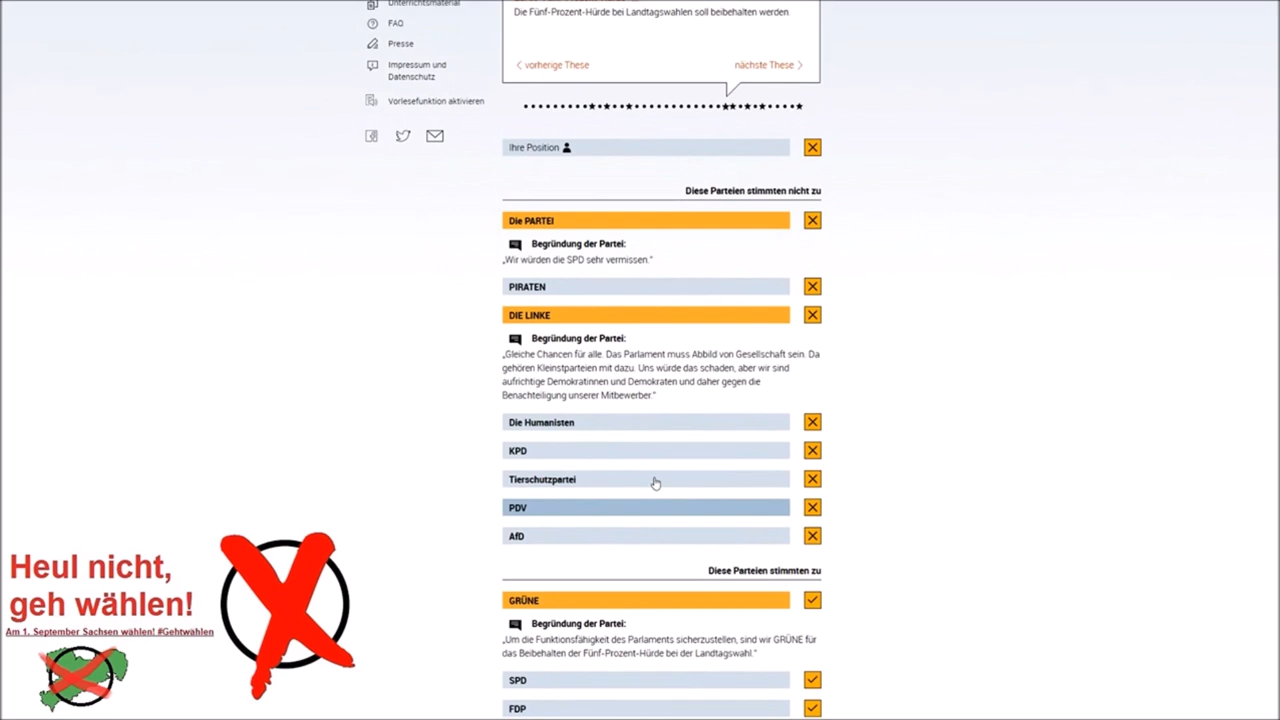 Unterrichtsmaterial
FAQ
Presse
Impressum und
Datenschutz
Vorlesefunktion aktivieren
Die Fünf-Prozent-Hürde bei Landtagswahlen soll beibehalten werden.
vorherige These
nächste These
Ihre Position
Diese Parteien stimmten nicht zu
Die PARTEI
Begründung der Partei:
„Wir würden die SPD sehr vermissen."
PIRATEN
DIE LINKE
Begründung der Partei:
„Gleiche Chancen für alle. Das Parlament muss Abbild von Gesellschaft sein. Da
gehören Kleinstparteien mit dazu. Uns würde das schaden, aber wir sind
aufrichtige Demokratinnen und Demokraten und daher gegen die
Benachteiligung unserer Mitbewerber."
Die Humanisten
KPD
Tierschutzpartei
PDV
AfD
Diese Parteien stimmten zu
GRÜNE
Begründung der Partei:
„Um die Funktionsfähigkeit des Parlaments sicherzustellen, sind wir GRÜNE für
das Beibehalten der Fünf-Prozent-Hürde bei der Landtagswahl."
SPD
FDP
Heul nicht,
geh wählen!
Am 1. September Sachsen wählen! #Gehtwählen